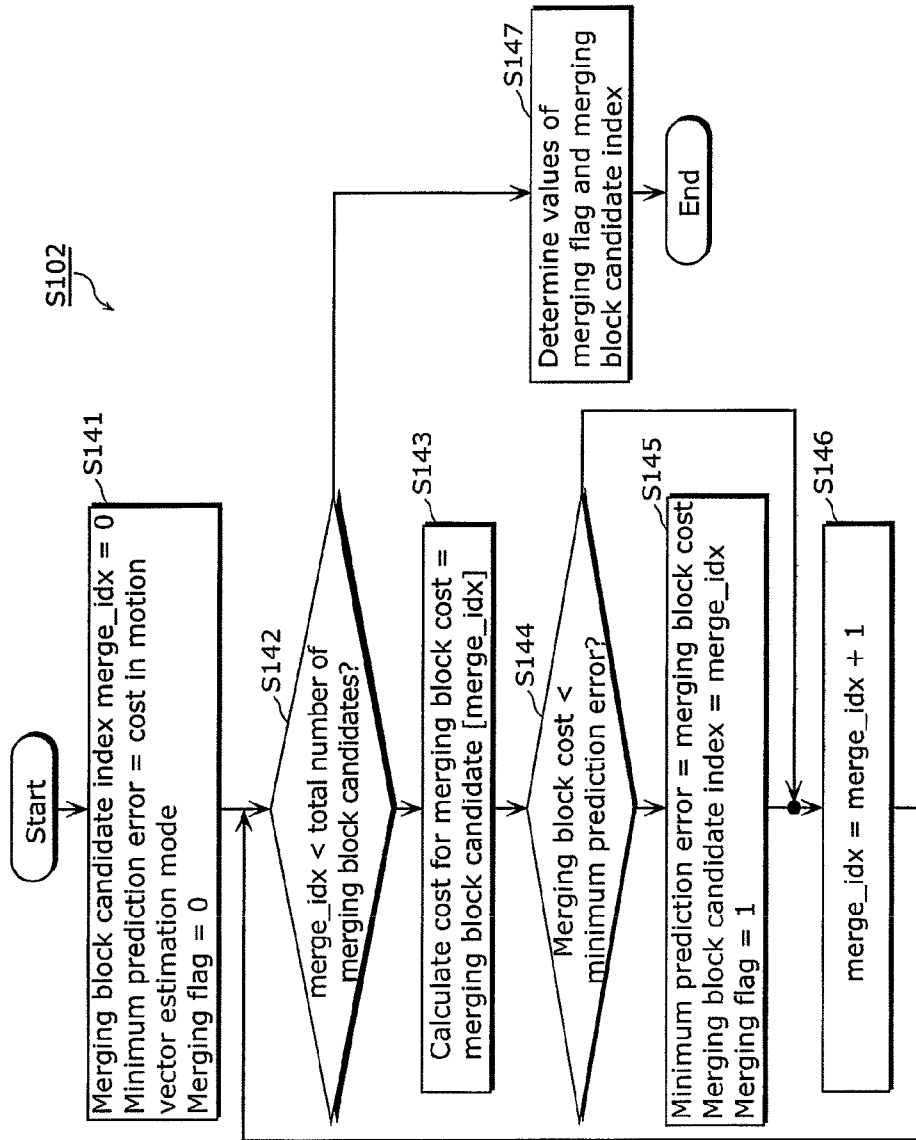 S102
Start
S141
Merging block candidate index merge_idx = 0
Minimum prediction error = cost in motion
vector estimation mode
Merging flag = 0
S142
merge_idx < total number of
merging block candidates?
S143
Calculate cost for merging block cost =
merging block candidate [merge_idx]
S144
Merging block cost <
minimum prediction error?
S145
Minimum prediction error = merging block cost
Merging block candidate index = merge_idx
Merging flag = 1
S146
merge_idx = merge_idx + 1
S147
Determine values of
merging flag and merging
block candidate index
End